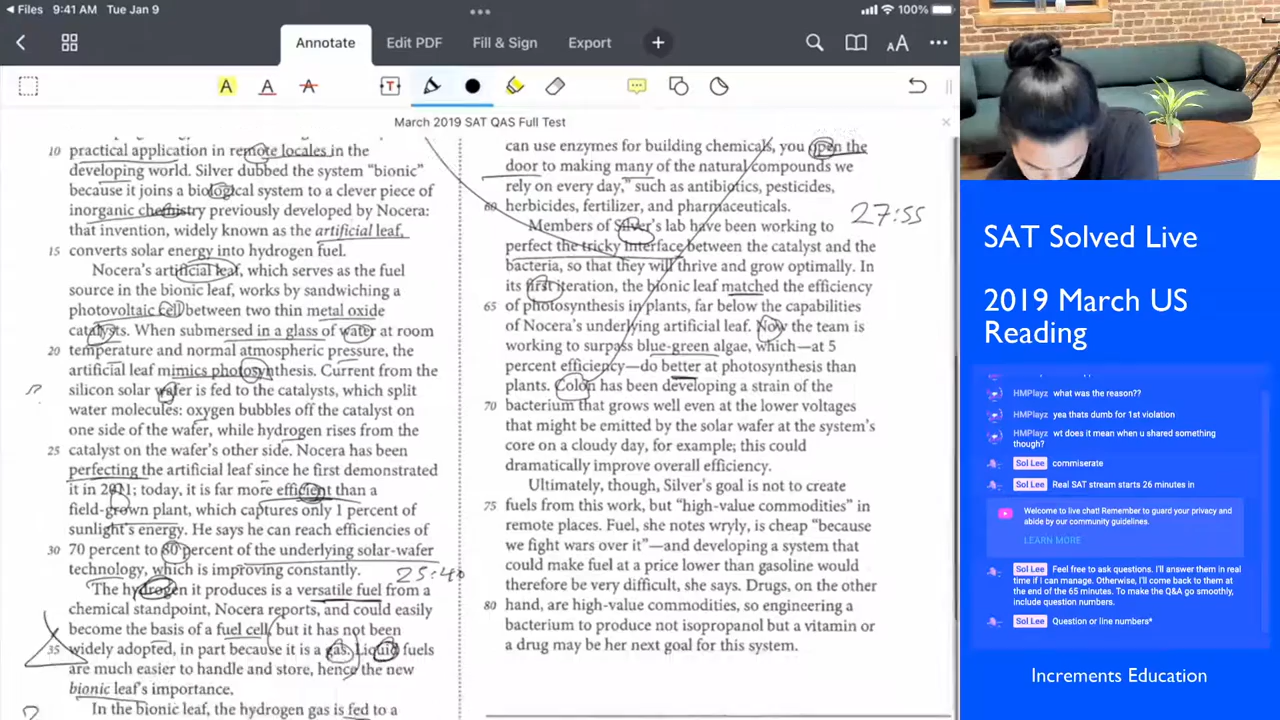 Files 9:41 AM Tue Jan 9
100%
Annotate Edit PDF Fill & Sign Export
March 2019 SAT QAS Full Test
10 practical application in remote locales in the
developing world. Silver dubbed the system “bionic”
because it joins a biological system to a clever piece of
inorganic chemistry previously developed by Nocera:
that invention, widely known as the artificial leaf,
15 converts solar energy into hydrogen fuel.
Nocera's artificial leaf, which serves as the fuel
source in the bionic leaf, works by sandwiching a
photovoltaic cell between two thin metal oxide
catalysts. When submersed in a glass of water at room
20 temperature and normal atmospheric pressure, the
artificial leaf mimics photosynthesis. Current from the
silicon solar wafer is fed to the catalysts, which split
water molecules: oxygen bubbles off the catalyst on
one side of the wafer, while hydrogen rises from the
25 catalyst on the wafer's other side. Nocera has been
perfecting the artificial leaf since he first demonstrated
it in 2011; today, it is far more efficient than a
field-grown plant, which captures only 1 percent of
sunlight's energy. He says he can reach efficiencies of
30 70 percent to 80 percent of the underlying solar-wafer
technology, which is improving constantly.
25:40
The hydrogen it produces is a versatile fuel from a
chemical standpoint, Nocera reports, and could easily
become the basis of a fuel cell, but it has not been
35 widely adopted, in part because it is a gas. Liquid fuels
are much easier to handle and store, hence the new
bionic leaf's importance.
In the bionic leaf, the hydrogen gas is fed to a
can use enzymes for building chemicals, you open the
door to making many of the natural compounds we
rely on every day,” such as antibiotics, pesticides,
60 herbicides, fertilizer, and pharmaceuticals.
27:55
Members of Silver's lab have been working to
perfect the tricky interface between the catalyst and the
bacteria, so that they will thrive and grow optimally. In
its first iteration, the bionic leaf matched the efficiency
65 of photosynthesis in plants, far below the capabilities
of Nocera's underlying artificial leaf. Now the team is
working to surpass blue-green algae, which—at 5
percent efficiency—do better at photosynthesis than
plants. Colón has been developing a strain of the
70 bacterium that grows well even at the lower voltages
that might be emitted by the solar wafer at the system's
core on a cloudy day, for example; this could
dramatically improve overall efficiency.
Ultimately, though, Silver's goal is not to create
75 fuels from this work, but “high-value commodities” in
remote places. Fuel, she notes wryly, is cheap “because
we fight wars over it”—and developing a system that
could make fuel at a price lower than gasoline would
therefore be very difficult, she says. Drugs, on the other
80 hand, are high-value commodities, so engineering a
bacterium to produce not isopropanol but a vitamin or
a drug may be her next goal for this system.
SAT Solved Live
2019 March US
Reading
HMPlayz what was the reason??
HMPlayz yea thats dumb for 1st violation
HMPlayz wt does it mean when u shared something
though?
Sol Lee commiserate
Sol Lee Real SAT stream starts 26 minutes in
Welcome to live chat! Remember to guard your privacy and
abide by our community guidelines.
LEARN MORE
Sol Lee Feel free to ask questions. I'll answer them in real
time if I can manage. Otherwise, I'll come back to them at
the end of the 65 minutes. To make the Q&A go smoothly,
include question numbers.
Sol Lee Question or line numbers*
Increments Education